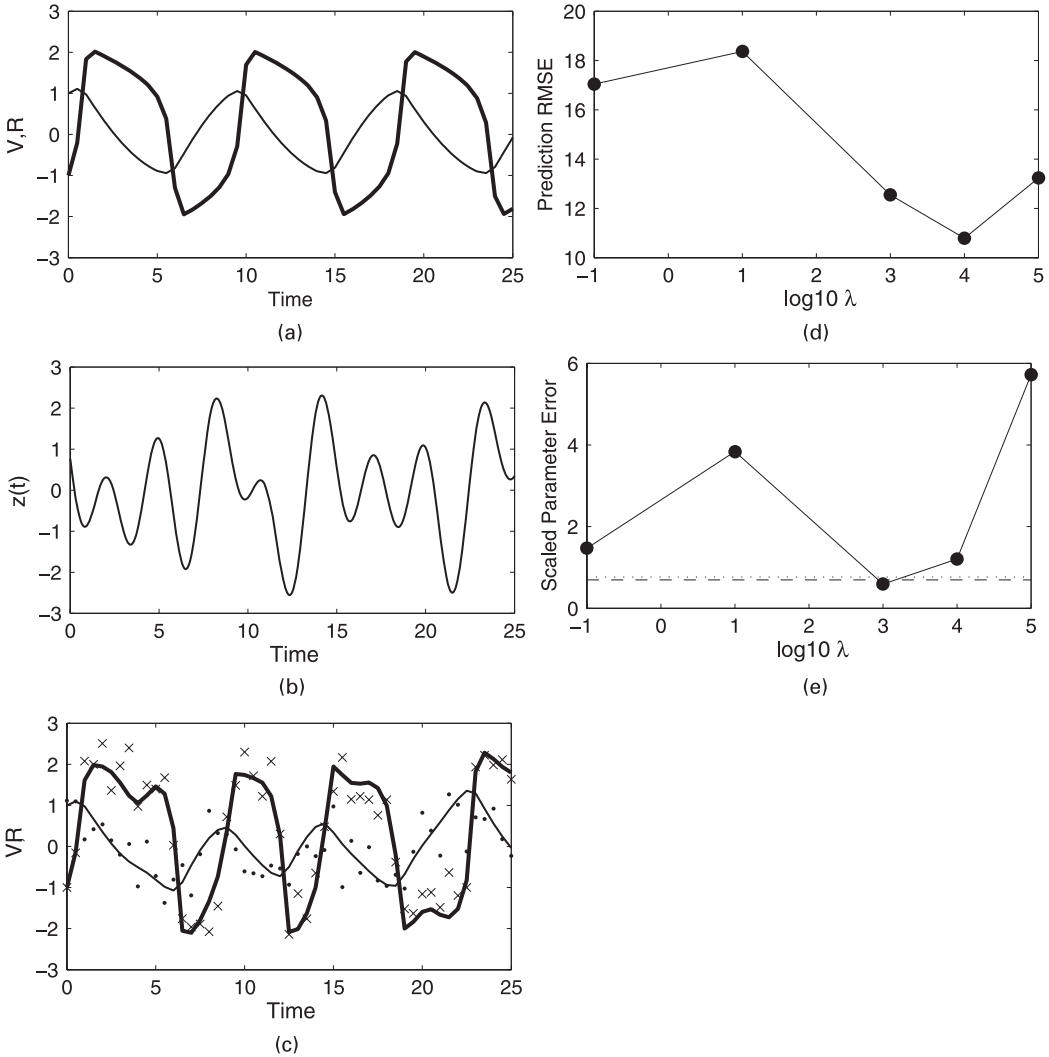 3
2
1
0
−1
−2
−3
V,R
0 5 10 15 20 25
Time
(a)
20
18
16
14
12
10
Prediction RMSE
−1 0 1 2 3 4 5
log10 λ
(d)
3
2
1
0
−1
−2
−3
z(t)
0 5 10 15 20 25
Time
(b)
6
4
2
0
Scaled Parameter Error
−1 0 1 2 3 4 5
log10 λ
(e)
3
2
1
0
−1
−2
−3
V,R
0 5 10 15 20 25
Time
(c)